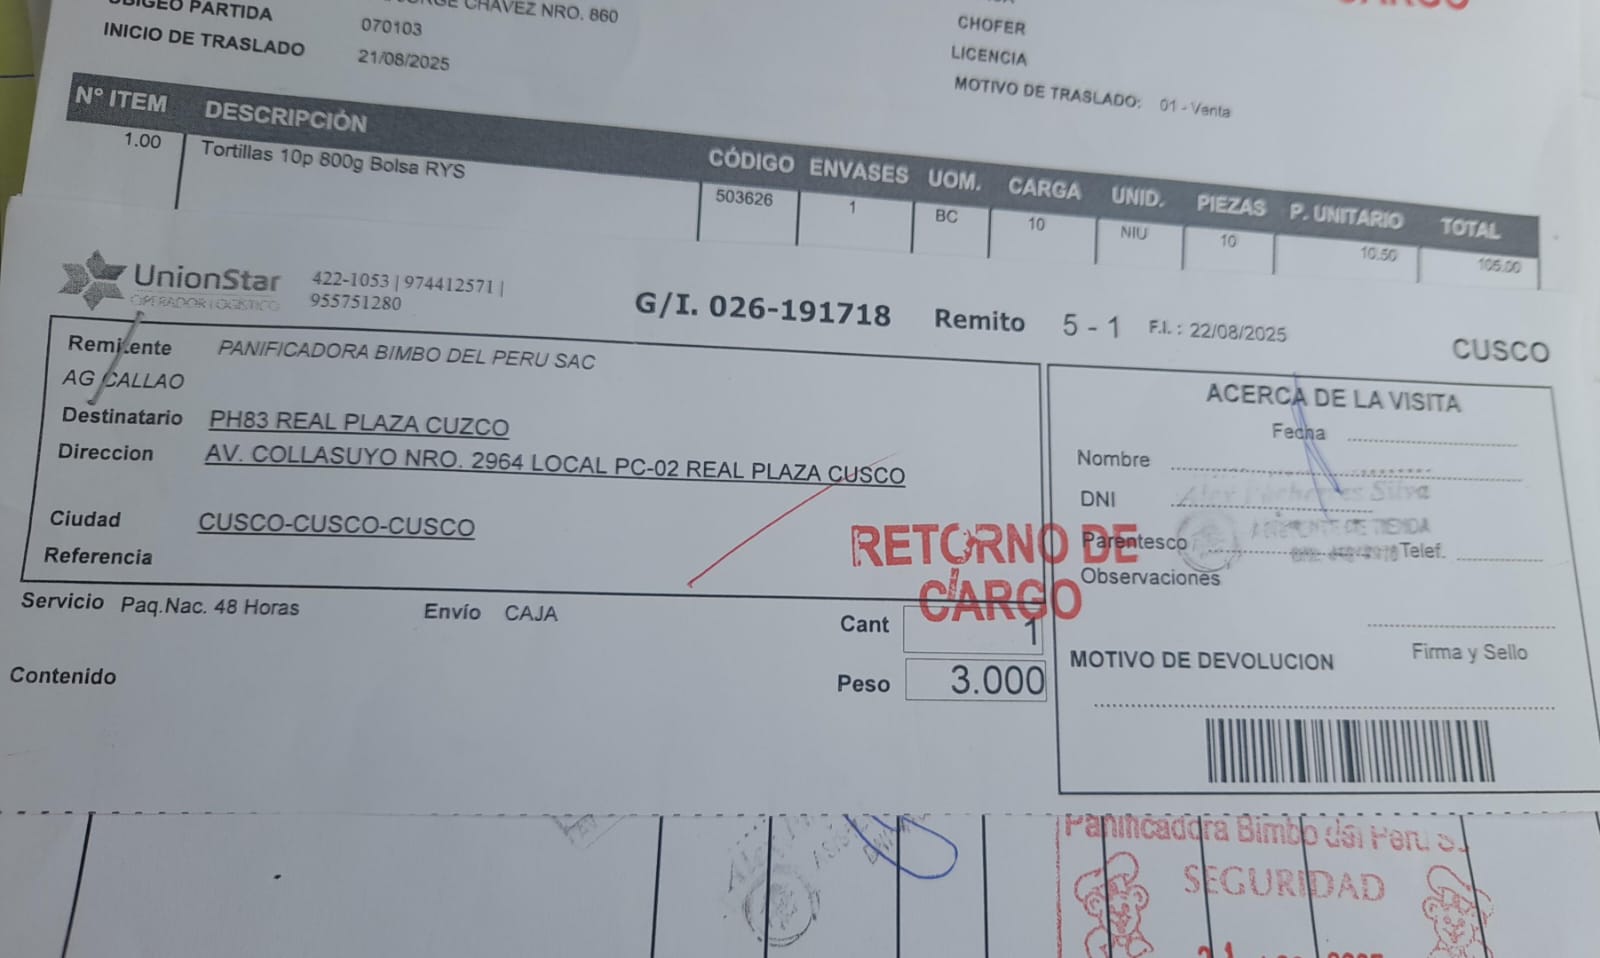 UBIGEO PARTIDA 070103
CHAVEZ NRO. 860
INICIO DE TRASLADO 21/08/2025
CARGO
CHOFER
LICENCIA
MOTIVO DE TRASLADO: 01 - Venta
N° ITEM DESCRIPCIÓN CÓDIGO ENVASES UOM. CARGA UNID. PIEZAS P. UNITARIO TOTAL
1.00 Tortillas 10p 800g Bolsa RYS 503626 1 BC 10 NIU 10 10.50 105.00
UnionStar
OPERADOR LOGISTICO
422-1053 | 974412571 |
955751280
G/I. 026-191718 Remito 5 - 1 F.I. : 22/08/2025
CUSCO
Remitente PANIFICADORA BIMBO DEL PERU SAC
AG CALLAO
Destinatario PH83 REAL PLAZA CUZCO
Direccion AV. COLLASUYO NRO. 2964 LOCAL PC-02 REAL PLAZA CUSCO
Ciudad CUSCO-CUSCO-CUSCO
Referencia
RETORNO DE
CARGO
Servicio Paq.Nac. 48 Horas Envío CAJA
Cant 1
Contenido
Peso 3.000
ACERCA DE LA VISITA
Fecha
Nombre
DNI
Silva
DE TIENDA
Parentesco Telef.
Observaciones
Firma y Sello
MOTIVO DE DEVOLUCION
Panificadora Bimbo del Peru S.
SEGURIDAD